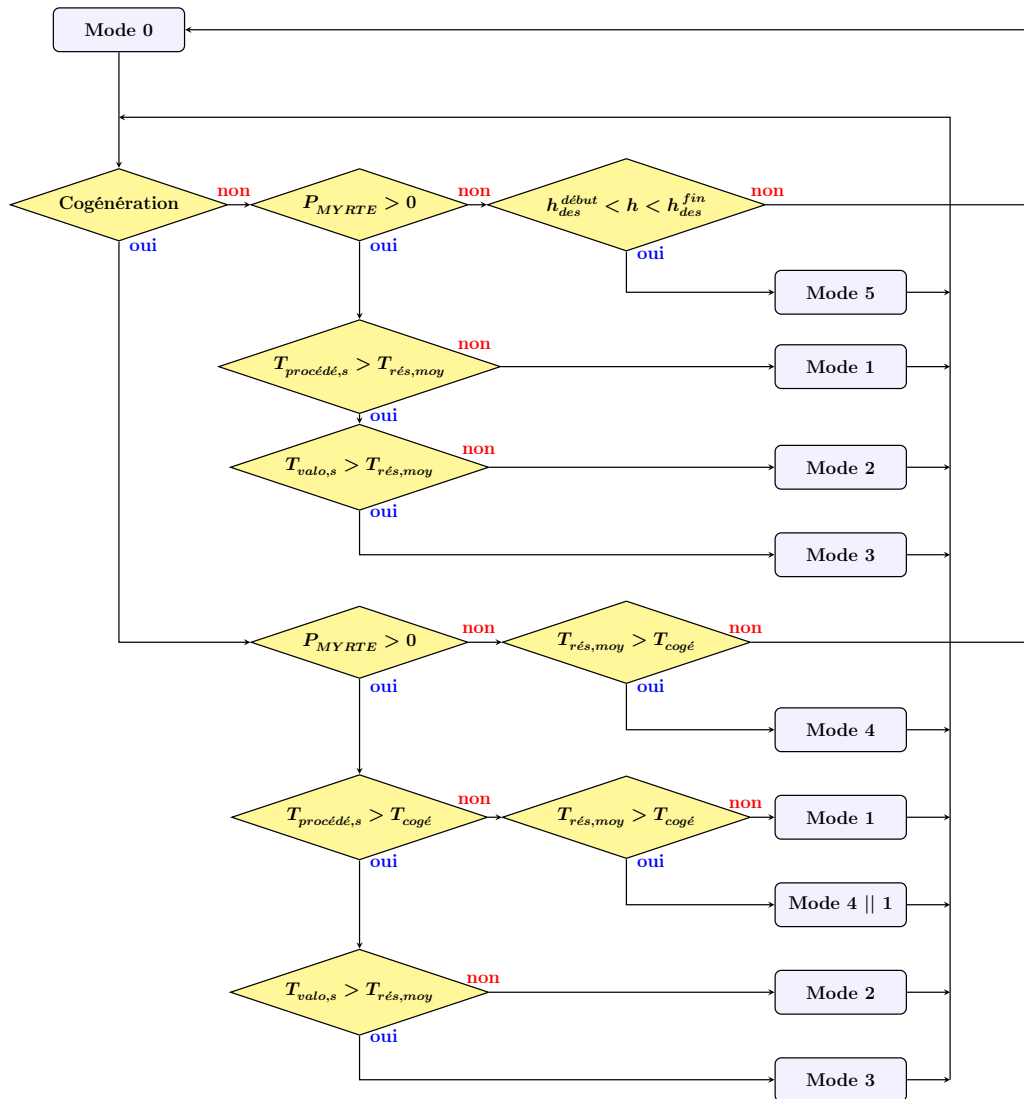 Mode 0
Cogénération
non
oui
P_MYRTE > 0
non
oui
h_des^début < h < h_des^fin
non
oui
Mode 5
T_procédé,s > T_rés,moy
non
oui
Mode 1
T_valo,s > T_rés,moy
non
oui
Mode 2
Mode 3
P_MYRTE > 0
non
oui
T_rés,moy > T_cogé
non
oui
Mode 4
T_procédé,s > T_cogé
non
oui
T_rés,moy > T_cogé
non
oui
Mode 1
Mode 4 || 1
T_valo,s > T_rés,moy
non
oui
Mode 2
Mode 3